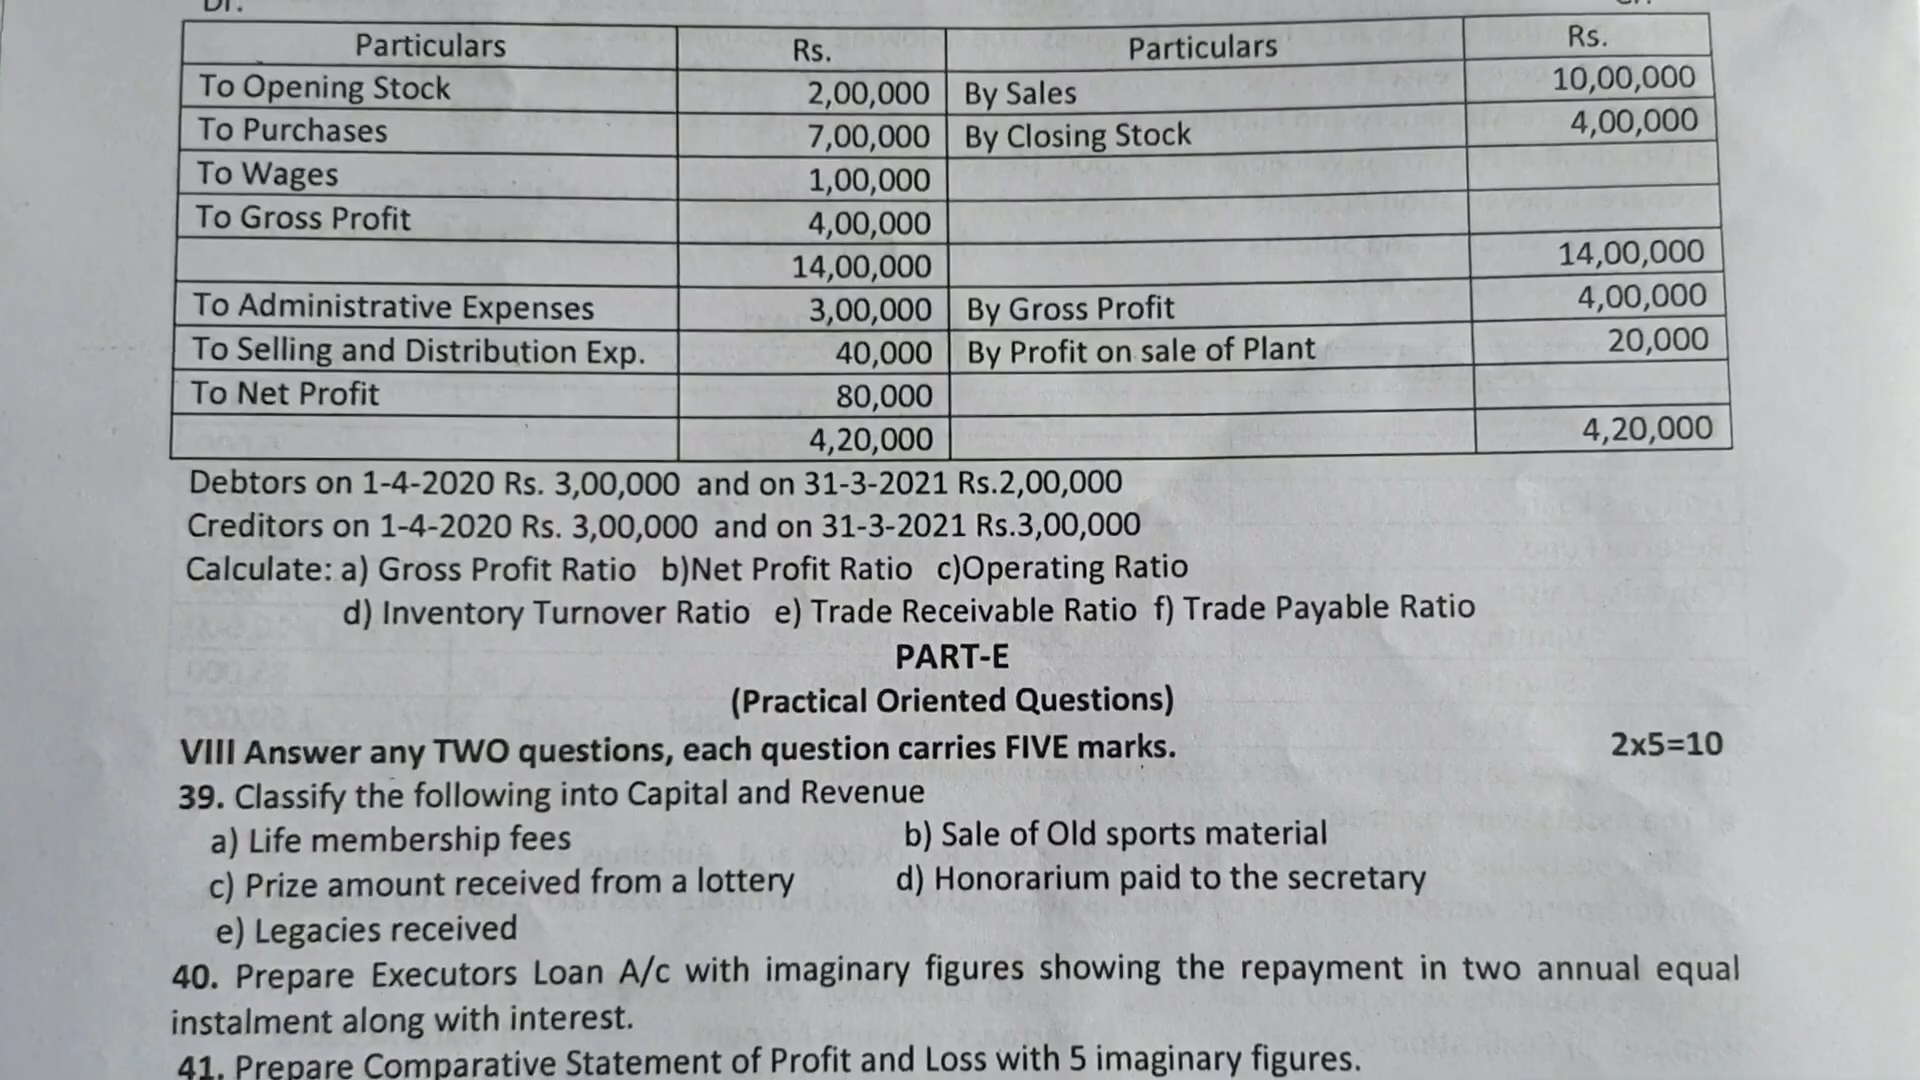 Particulars Rs. Particulars Rs.
To Opening Stock 2,00,000 By Sales 10,00,000
To Purchases 7,00,000 By Closing Stock 4,00,000
To Wages 1,00,000
To Gross Profit 4,00,000
14,00,000 14,00,000
To Administrative Expenses 3,00,000 By Gross Profit 4,00,000
To Selling and Distribution Exp. 40,000 By Profit on sale of Plant 20,000
To Net Profit 80,000
4,20,000 4,20,000
Debtors on 1-4-2020 Rs. 3,00,000 and on 31-3-2021 Rs.2,00,000
Creditors on 1-4-2020 Rs. 3,00,000 and on 31-3-2021 Rs.3,00,000
Calculate: a) Gross Profit Ratio b)Net Profit Ratio c)Operating Ratio
d) Inventory Turnover Ratio e) Trade Receivable Ratio f) Trade Payable Ratio
PART-E
(Practical Oriented Questions)
VIII Answer any TWO questions, each question carries FIVE marks. 2x5=10
39. Classify the following into Capital and Revenue
a) Life membership fees b) Sale of Old sports material
c) Prize amount received from a lottery d) Honorarium paid to the secretary
e) Legacies received
40. Prepare Executors Loan A/c with imaginary figures showing the repayment in two annual equal
instalment along with interest.
41. Prepare Comparative Statement of Profit and Loss with 5 imaginary figures.